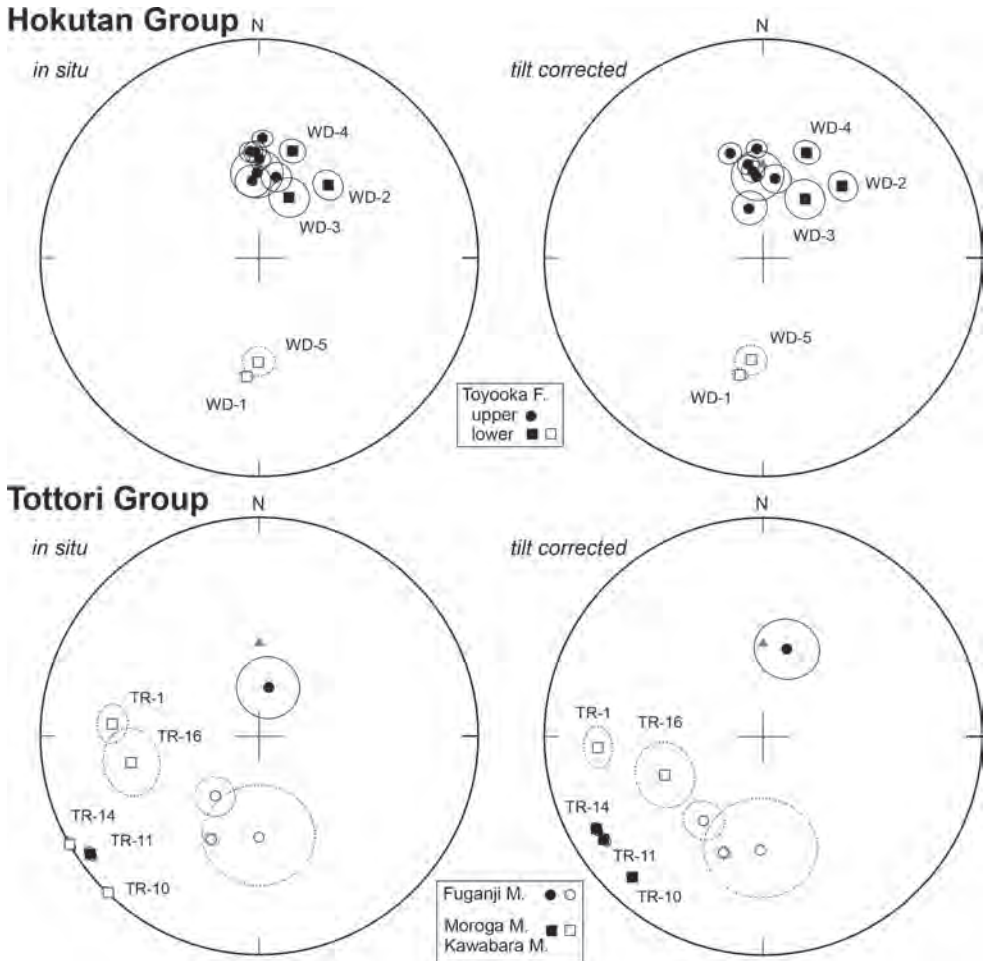 Hokutan Group
N
N
in situ
tilt corrected
WD-4
WD-4
WD-2
WD-2
WD-3
WD-3
WD-5
WD-5
WD-1
WD-1
Toyooka F.
upper
lower
Tottori Group
N
N
in situ
tilt corrected
TR-1
TR-1
TR-16
TR-16
TR-14
TR-14
TR-11
TR-11
TR-10
TR-10
Fuganji M.
Moroga M.
Kawabara M.